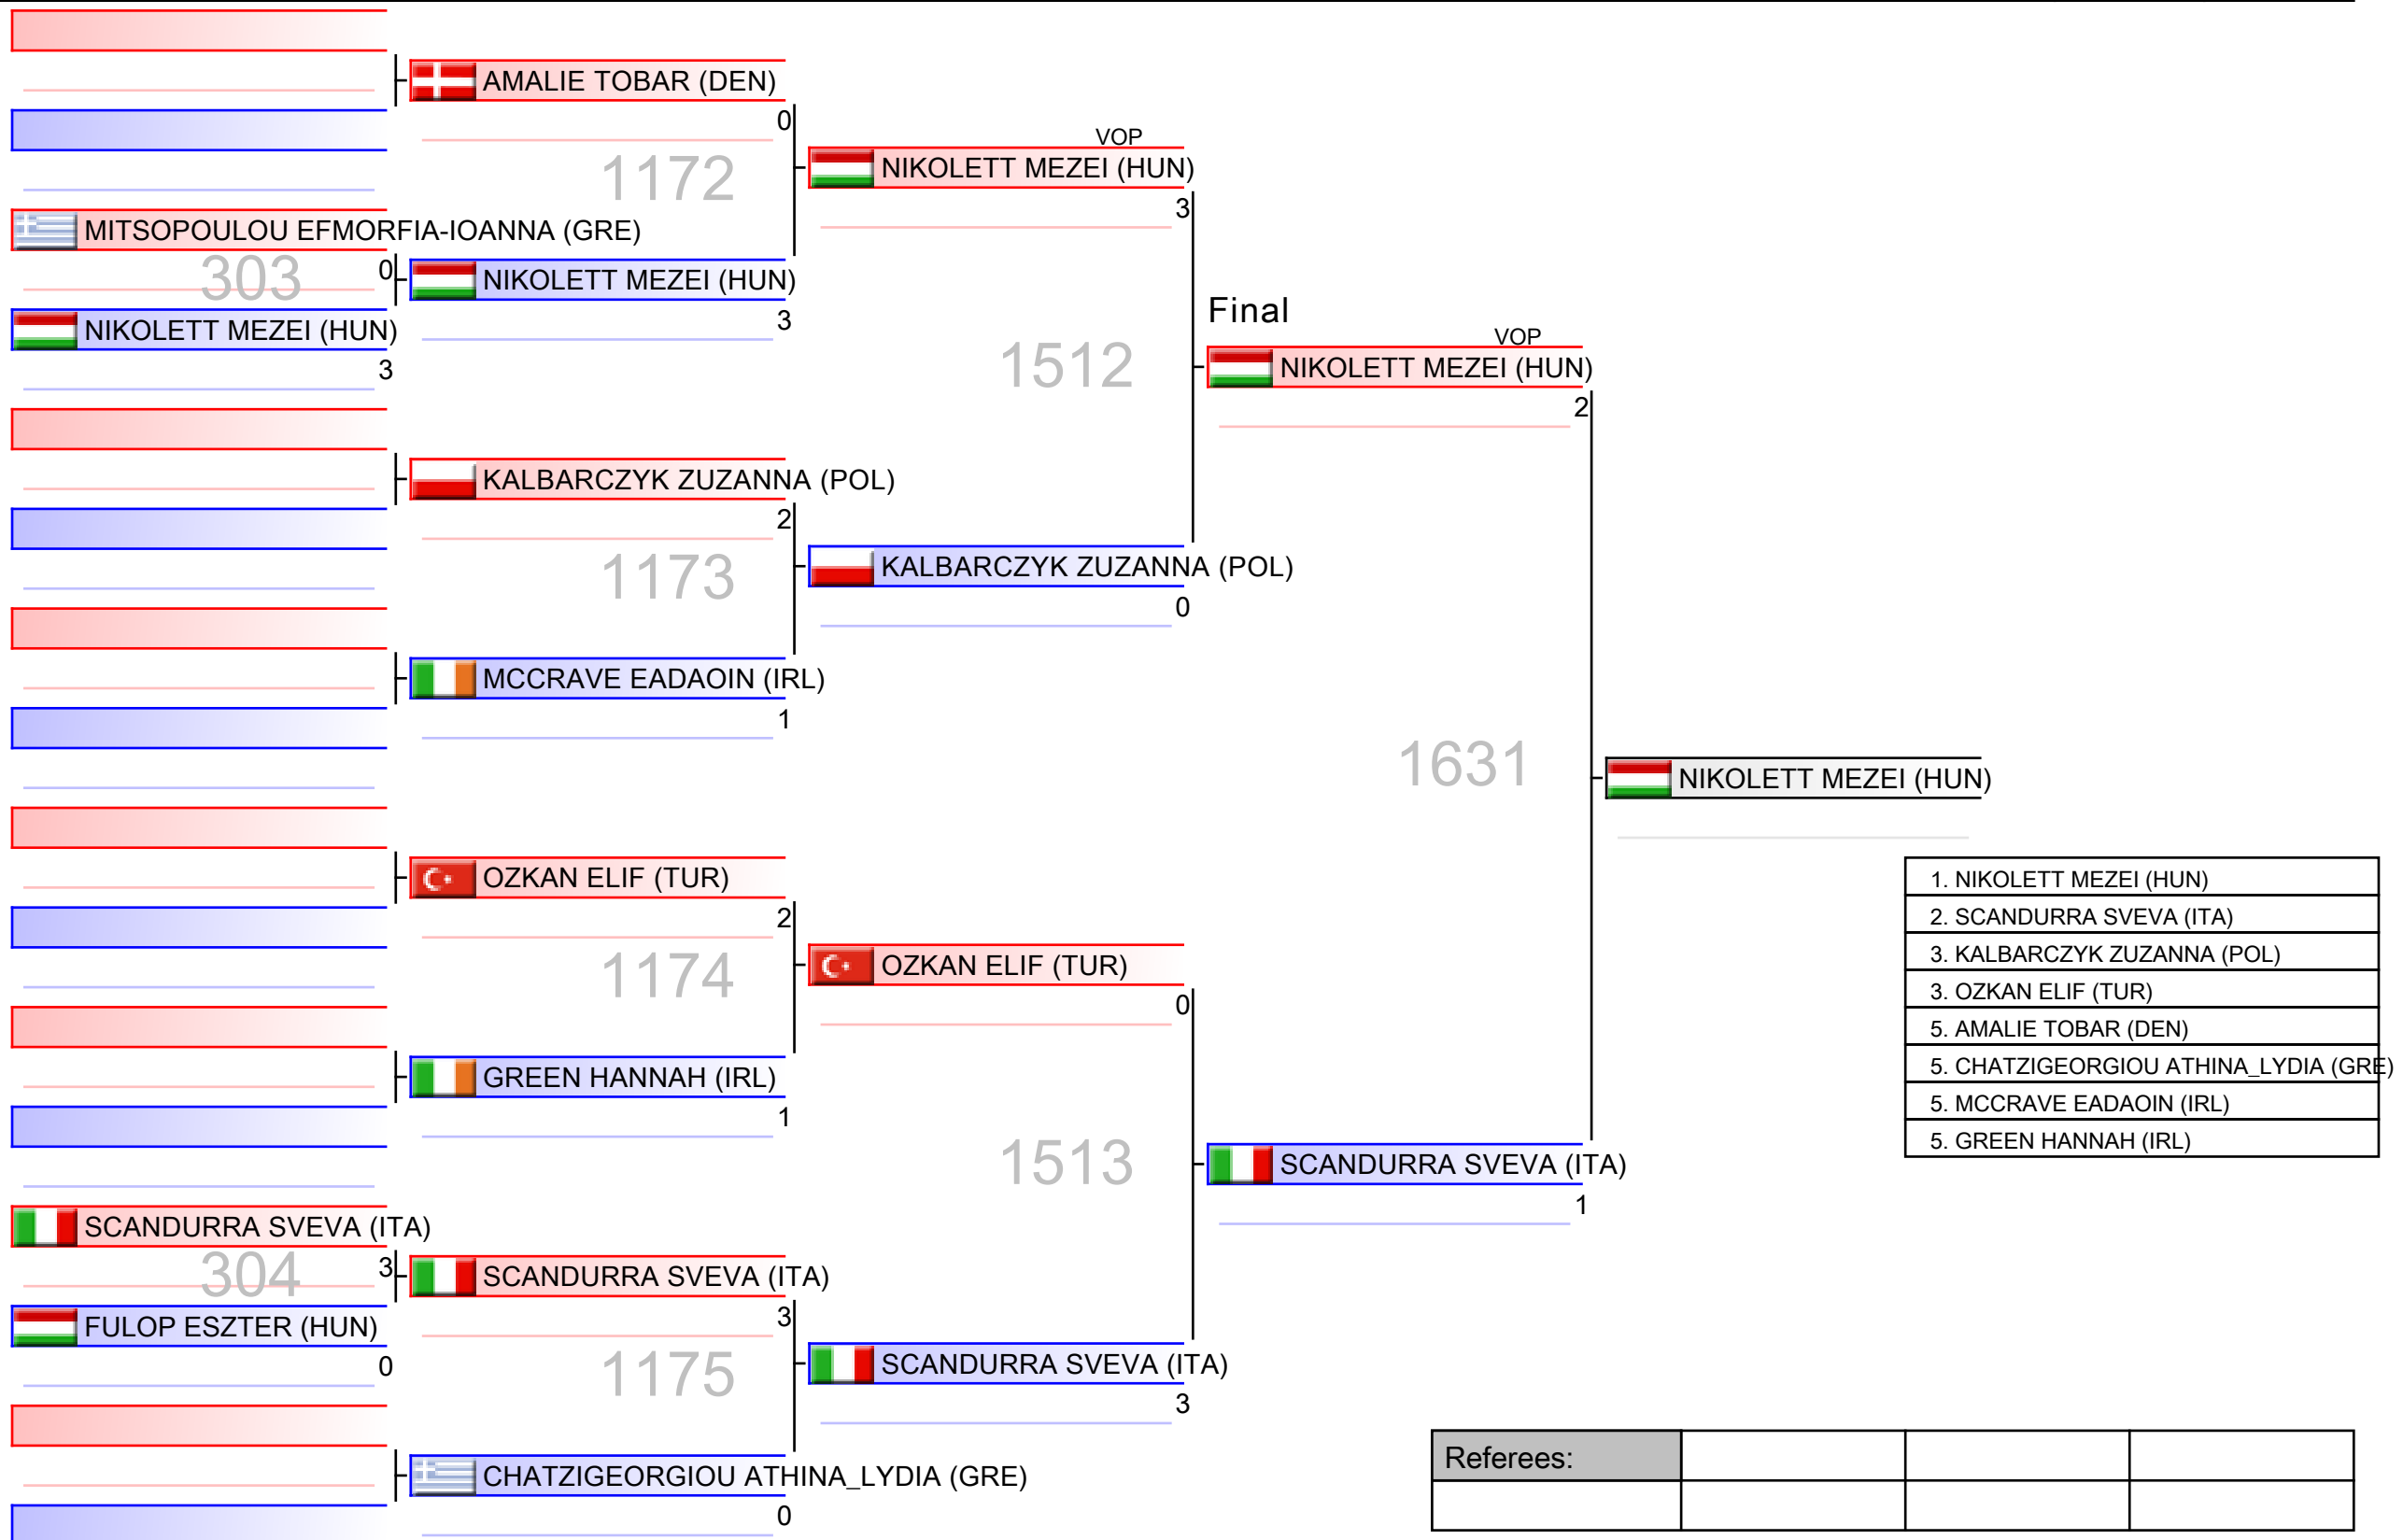 AMALIE TOBAR (DEN)
0
1172
VOP
NIKOLETT MEZEI (HUN)
3
MITSOPOULOU EFMORFIA-IOANNA (GRE)
0
303
NIKOLETT MEZEI (HUN)
3
NIKOLETT MEZEI (HUN)
3
1512
Final
VOP
NIKOLETT MEZEI (HUN)
2
KALBARCZYK ZUZANNA (POL)
2
1173
KALBARCZYK ZUZANNA (POL)
0
MCCRAVE EADAOIN (IRL)
1
1631
NIKOLETT MEZEI (HUN)
OZKAN ELIF (TUR)
2
1174
OZKAN ELIF (TUR)
0
GREEN HANNAH (IRL)
1
1513
SCANDURRA SVEVA (ITA)
1
SCANDURRA SVEVA (ITA)
3
304
FULOP ESZTER (HUN)
0
SCANDURRA SVEVA (ITA)
3
1175
SCANDURRA SVEVA (ITA)
3
CHATZIGEORGIOU ATHINA_LYDIA (GRE)
0
1. NIKOLETT MEZEI (HUN)
2. SCANDURRA SVEVA (ITA)
3. KALBARCZYK ZUZANNA (POL)
3. OZKAN ELIF (TUR)
5. AMALIE TOBAR (DEN)
5. CHATZIGEORGIOU ATHINA_LYDIA (GRE)
5. MCCRAVE EADAOIN (IRL)
5. GREEN HANNAH (IRL)
Referees: